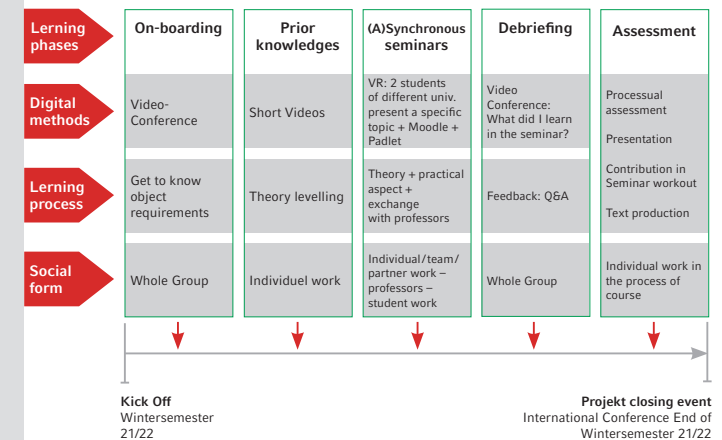 Lerning
phases
On-boarding
Prior
knowledges
(A)Synchronous
seminars
Debriefing
Assessment
Digital
methods
Video-
Conference
Short Videos
VR: 2 students
of different univ.
present a specific
topic + Moodle +
Padlet
Video
Conference:
What did I learn
in the seminar?
Processual
assessment
Presentation
Contribution in
Seminar workout
Text production
Lerning
process
Get to know
object
requirements
Theory levelling
Theory + practical
aspect +
exchange
with professors
Feedback: Q&A
Social
form
Whole Group
Individuel work
Individual/team/
partner work –
professors –
student work
Whole Group
Individual work in
the process of
course
Kick Off
Wintersemester
21/22
Projekt closing event
International Conference End of
Wintersemester 21/22